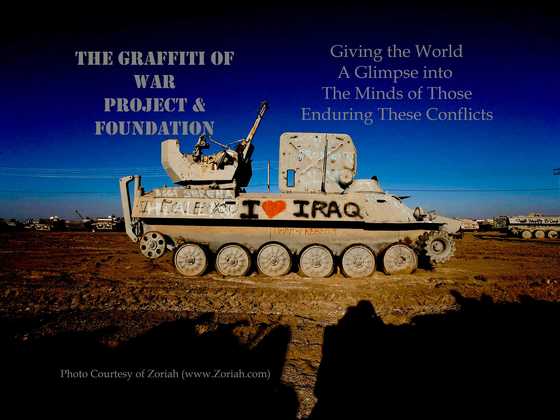 THE GRAFFITI OF
WAR
PROJECT &
FOUNDATION
Giving the World
A Glimpse into
The Minds of Those
Enduring These Conflicts
I ❤ IRAQ
Photo Courtesy of Zoriah (www.Zoriah.com)